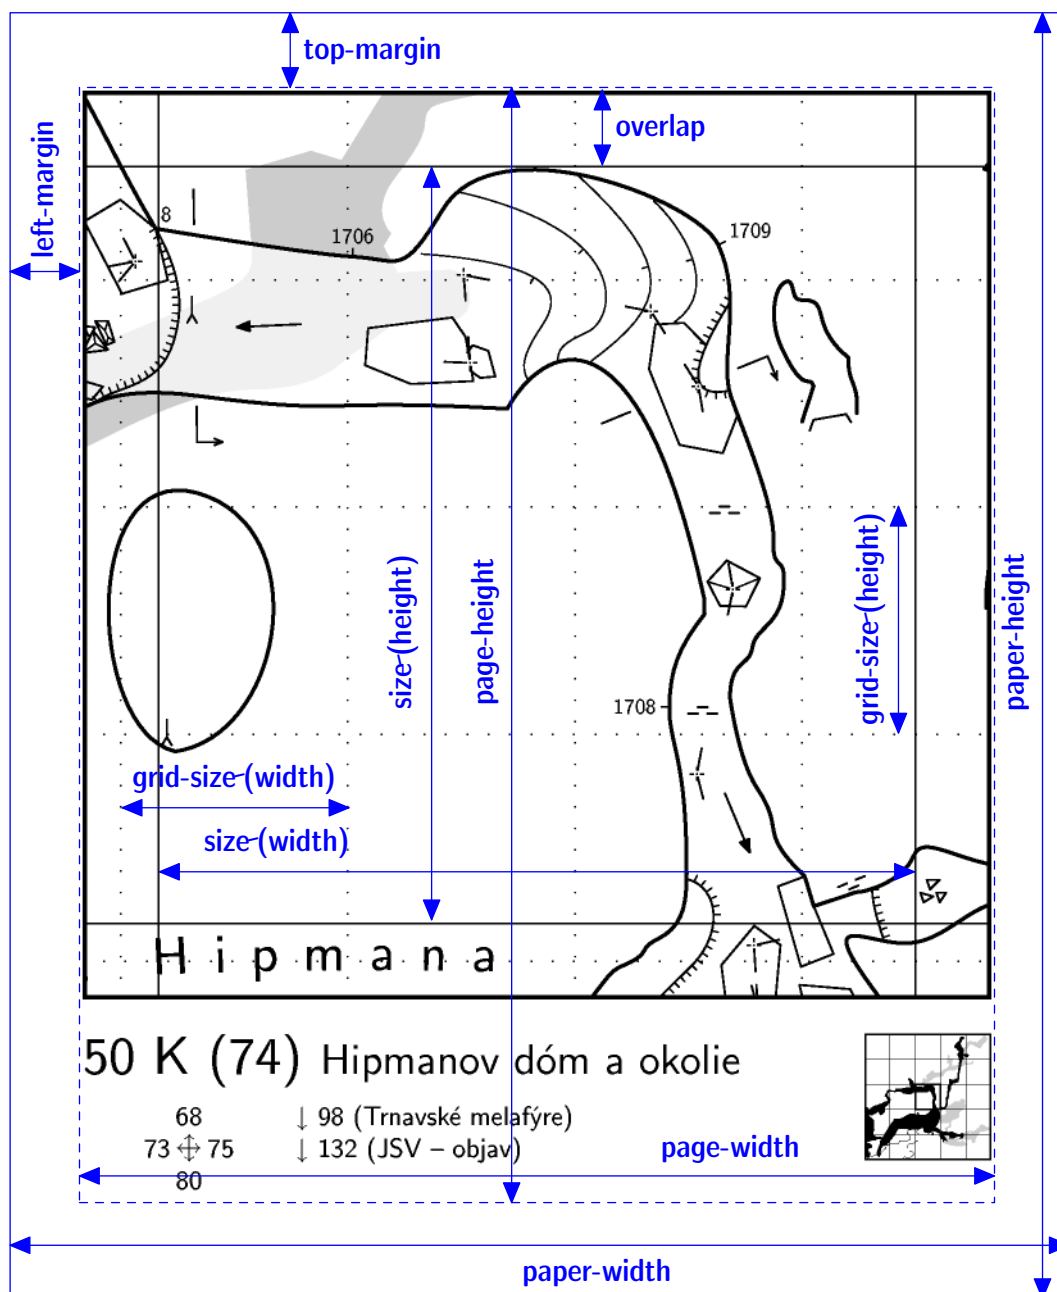 top-margin
overlap
left-margin
8
1706
1709
size (height)
page-height
grid-size (height)
paper-height
1708
grid-size (width)
size (width)
Hipmana
50 K (74) Hipmanov dóm a okolie
68
↓ 98 (Trnavské melafýre)
73 75
↓ 132 (JSV – objav)
80
page-width
paper-width